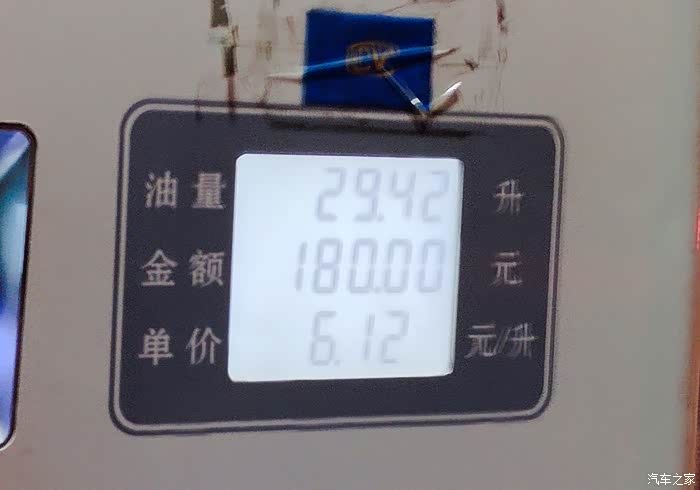 油量 29.42 升
金额 180.00 元
单价 6.12 元/升
汽车之家